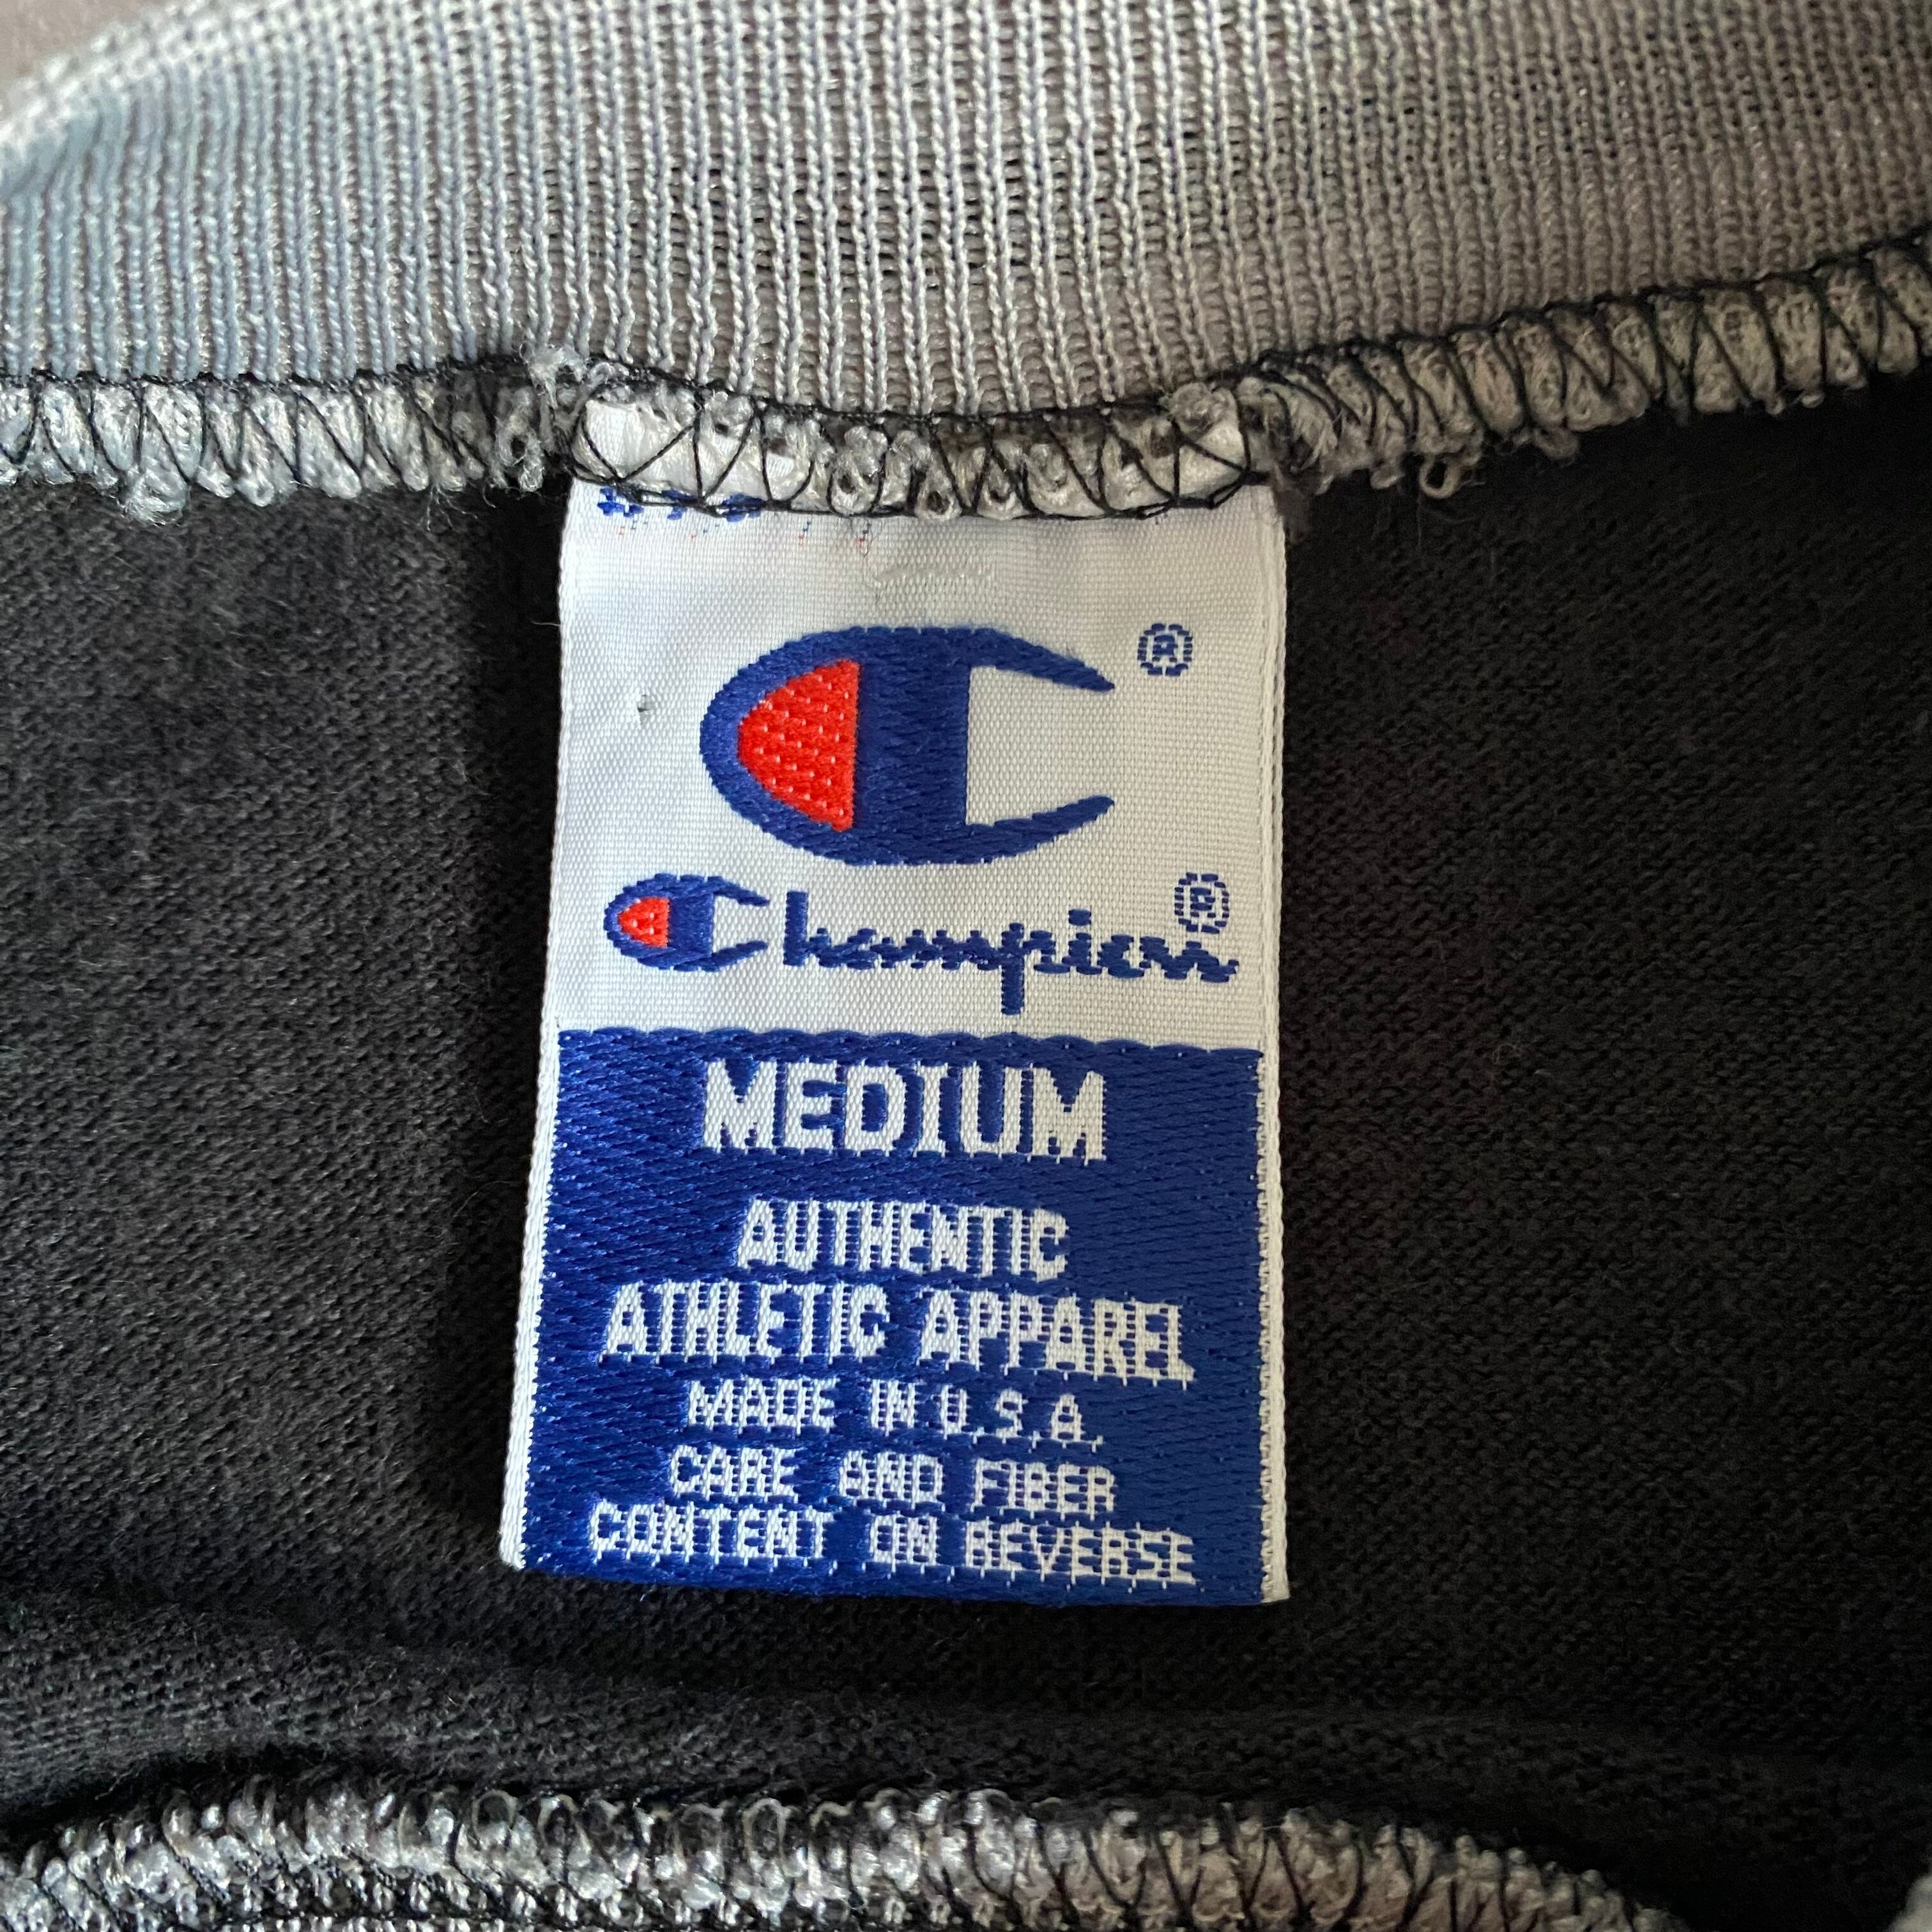 ®
Champion®
MEDIUM
AUTHENTIC
ATHLETIC APPAREL
MADE IN U.S.A.
CARE AND FIBER
CONTENT ON REVERSE